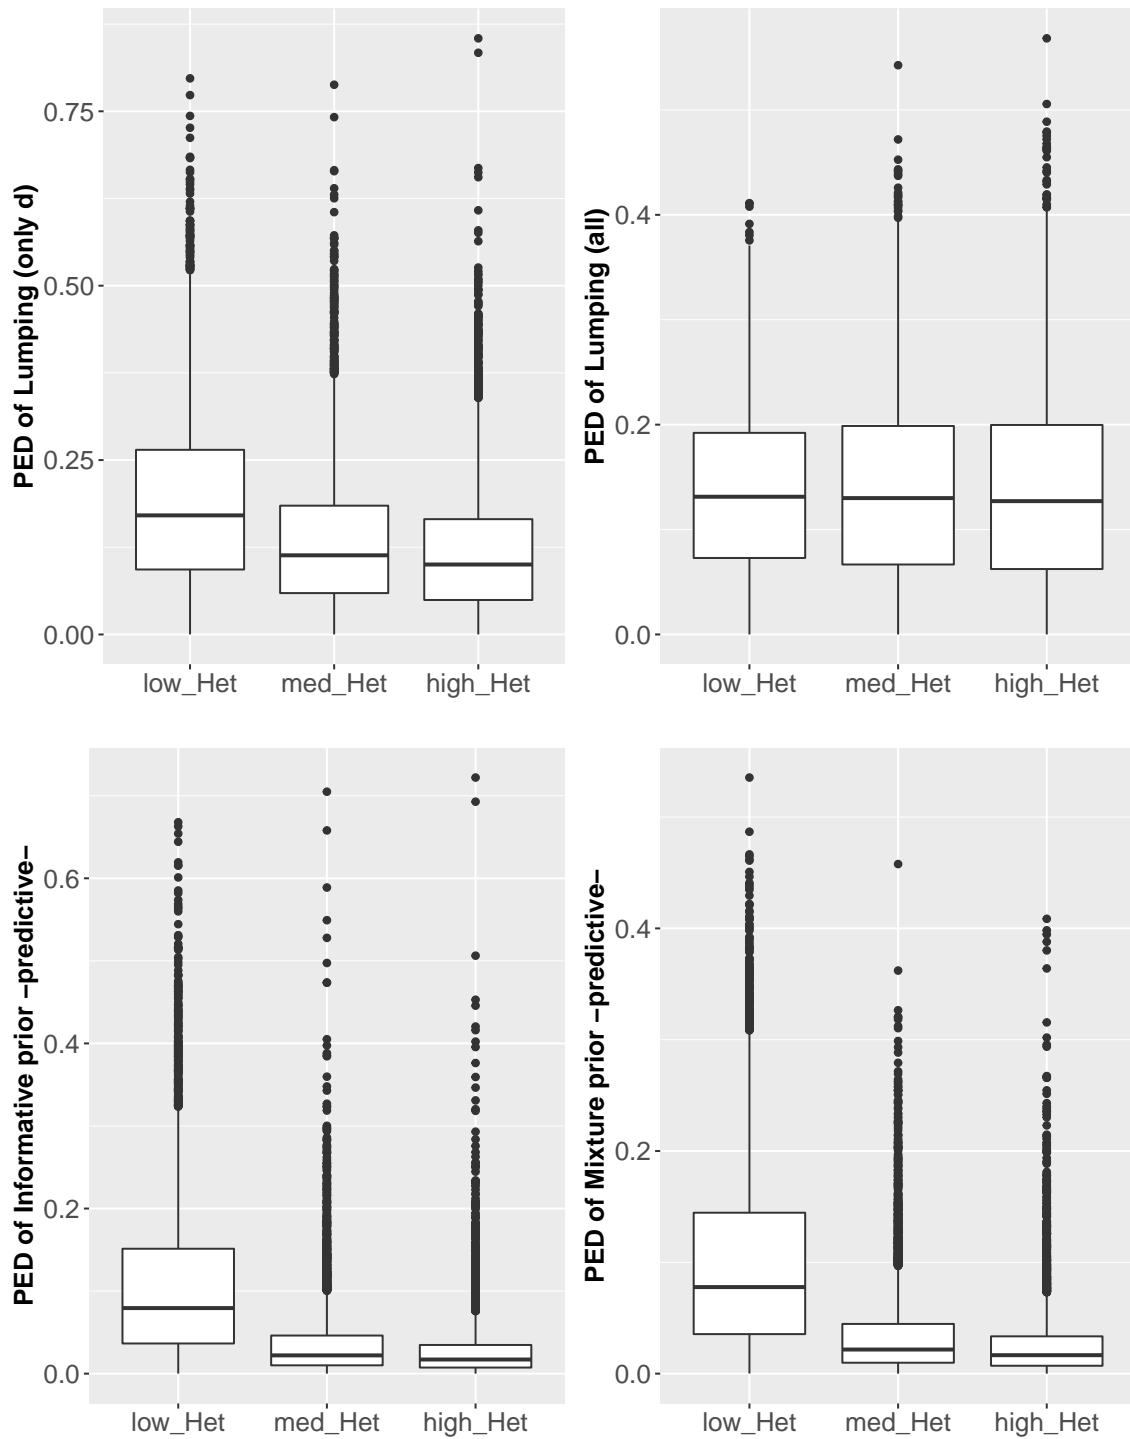 PED of Lumping (only d)
0.75
0.50
0.25
0.00
low_Het med_Het high_Het
PED of Lumping (all)
0.4
0.2
0.0
low_Het med_Het high_Het
PED of Informative prior −predictive−
0.6
0.4
0.2
0.0
low_Het med_Het high_Het
PED of Mixture prior −predictive−
0.4
0.2
0.0
low_Het med_Het high_Het